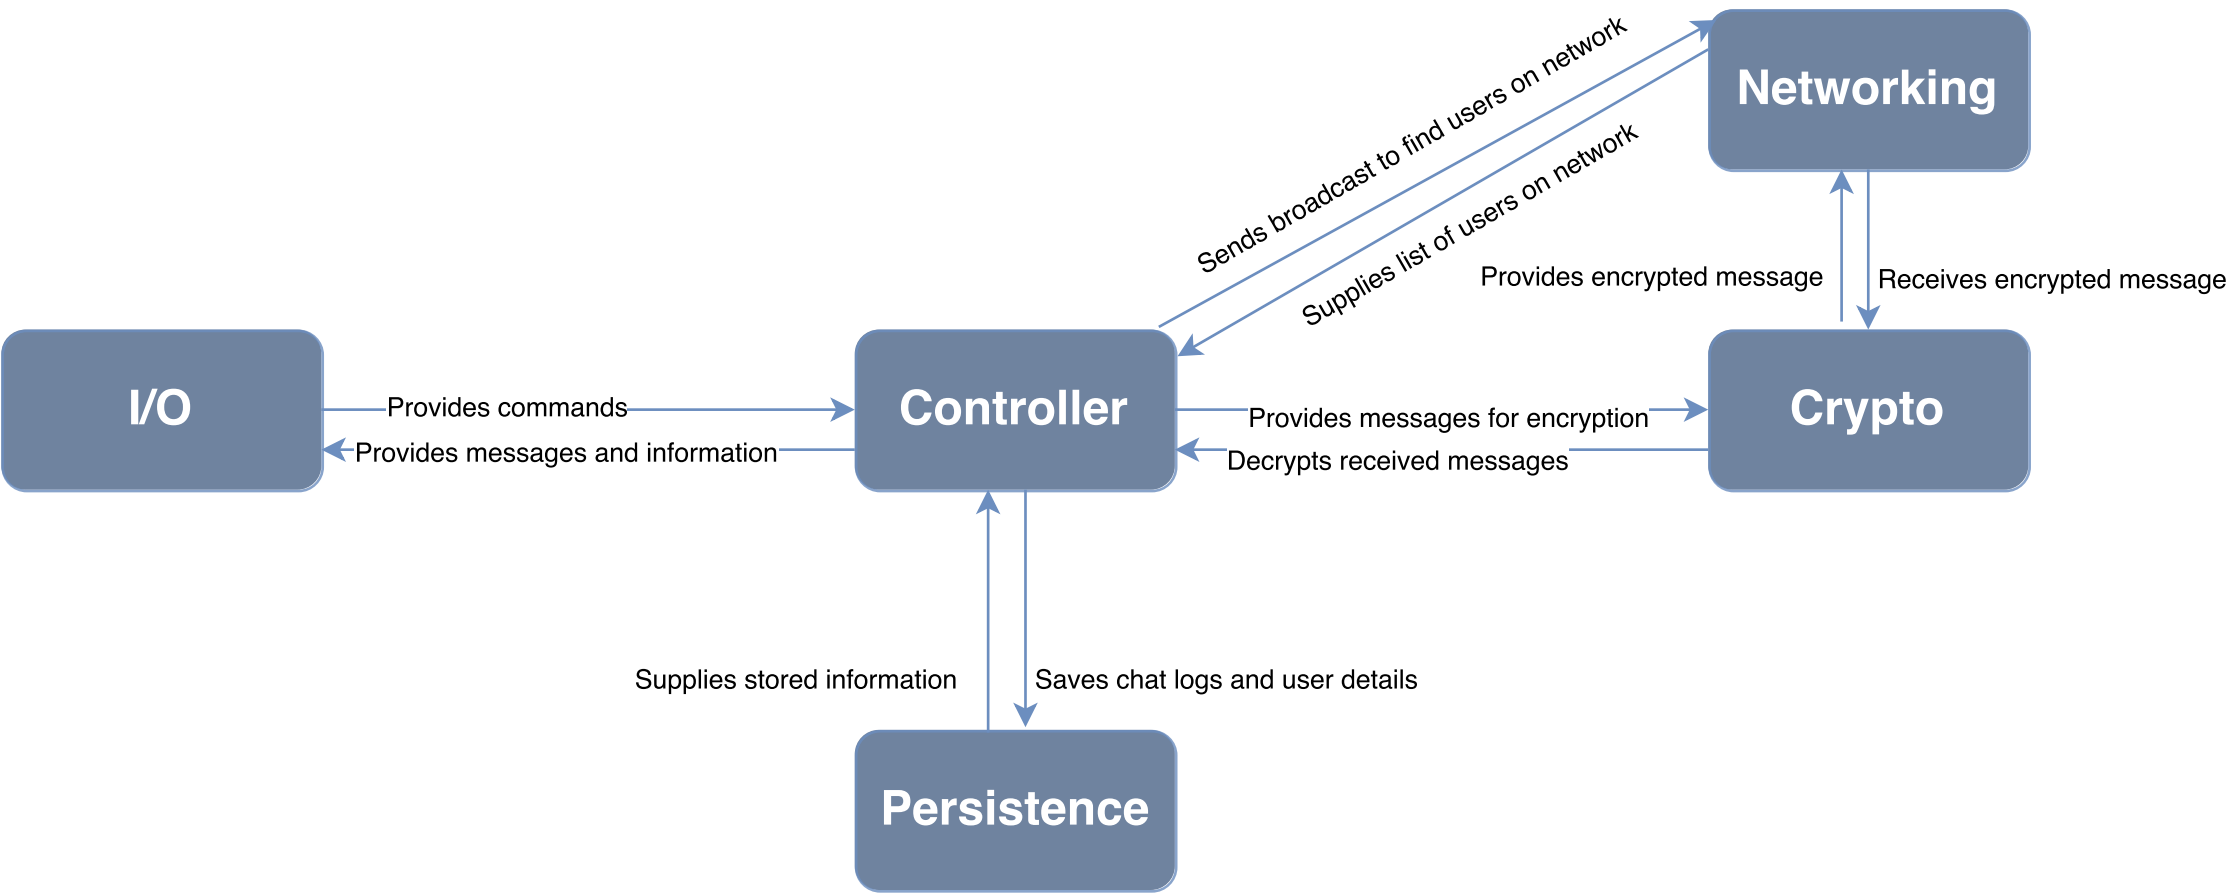 Networking
Sends broadcast to find users on network
Supplies list of users on network
Provides encrypted message
Receives encrypted message
I/O
Provides commands
Provides messages and information
Controller
Provides messages for encryption
Decrypts received messages
Crypto
Supplies stored information
Saves chat logs and user details
Persistence